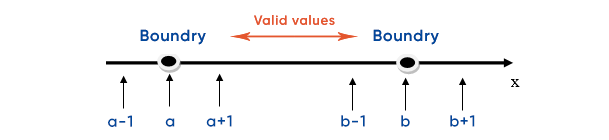 Valid values
Boundry Boundry
x
a-1 a a+1 b-1 b b+1